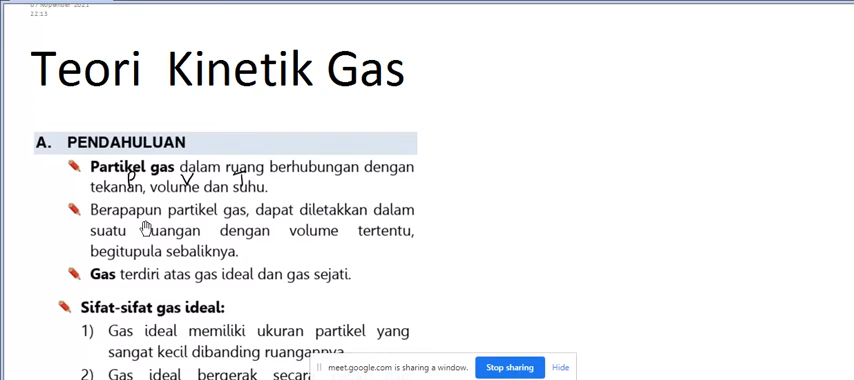 22:13
Teori Kinetik Gas
A. PENDAHULUAN
Partikel gas dalam ruang berhubungan dengan
P V T
tekanan, volume dan suhu.
Berapapun partikel gas, dapat diletakkan dalam
suatu ruangan dengan volume tertentu,
begitupula sebaliknya.
Gas terdiri atas gas ideal dan gas sejati.
Sifat-sifat gas ideal:
1) Gas ideal memiliki ukuran partikel yang
sangat kecil dibanding ruangannya
2) Gas ideal bergerak secara
meet.google.com is sharing a window. Stop sharing Hide